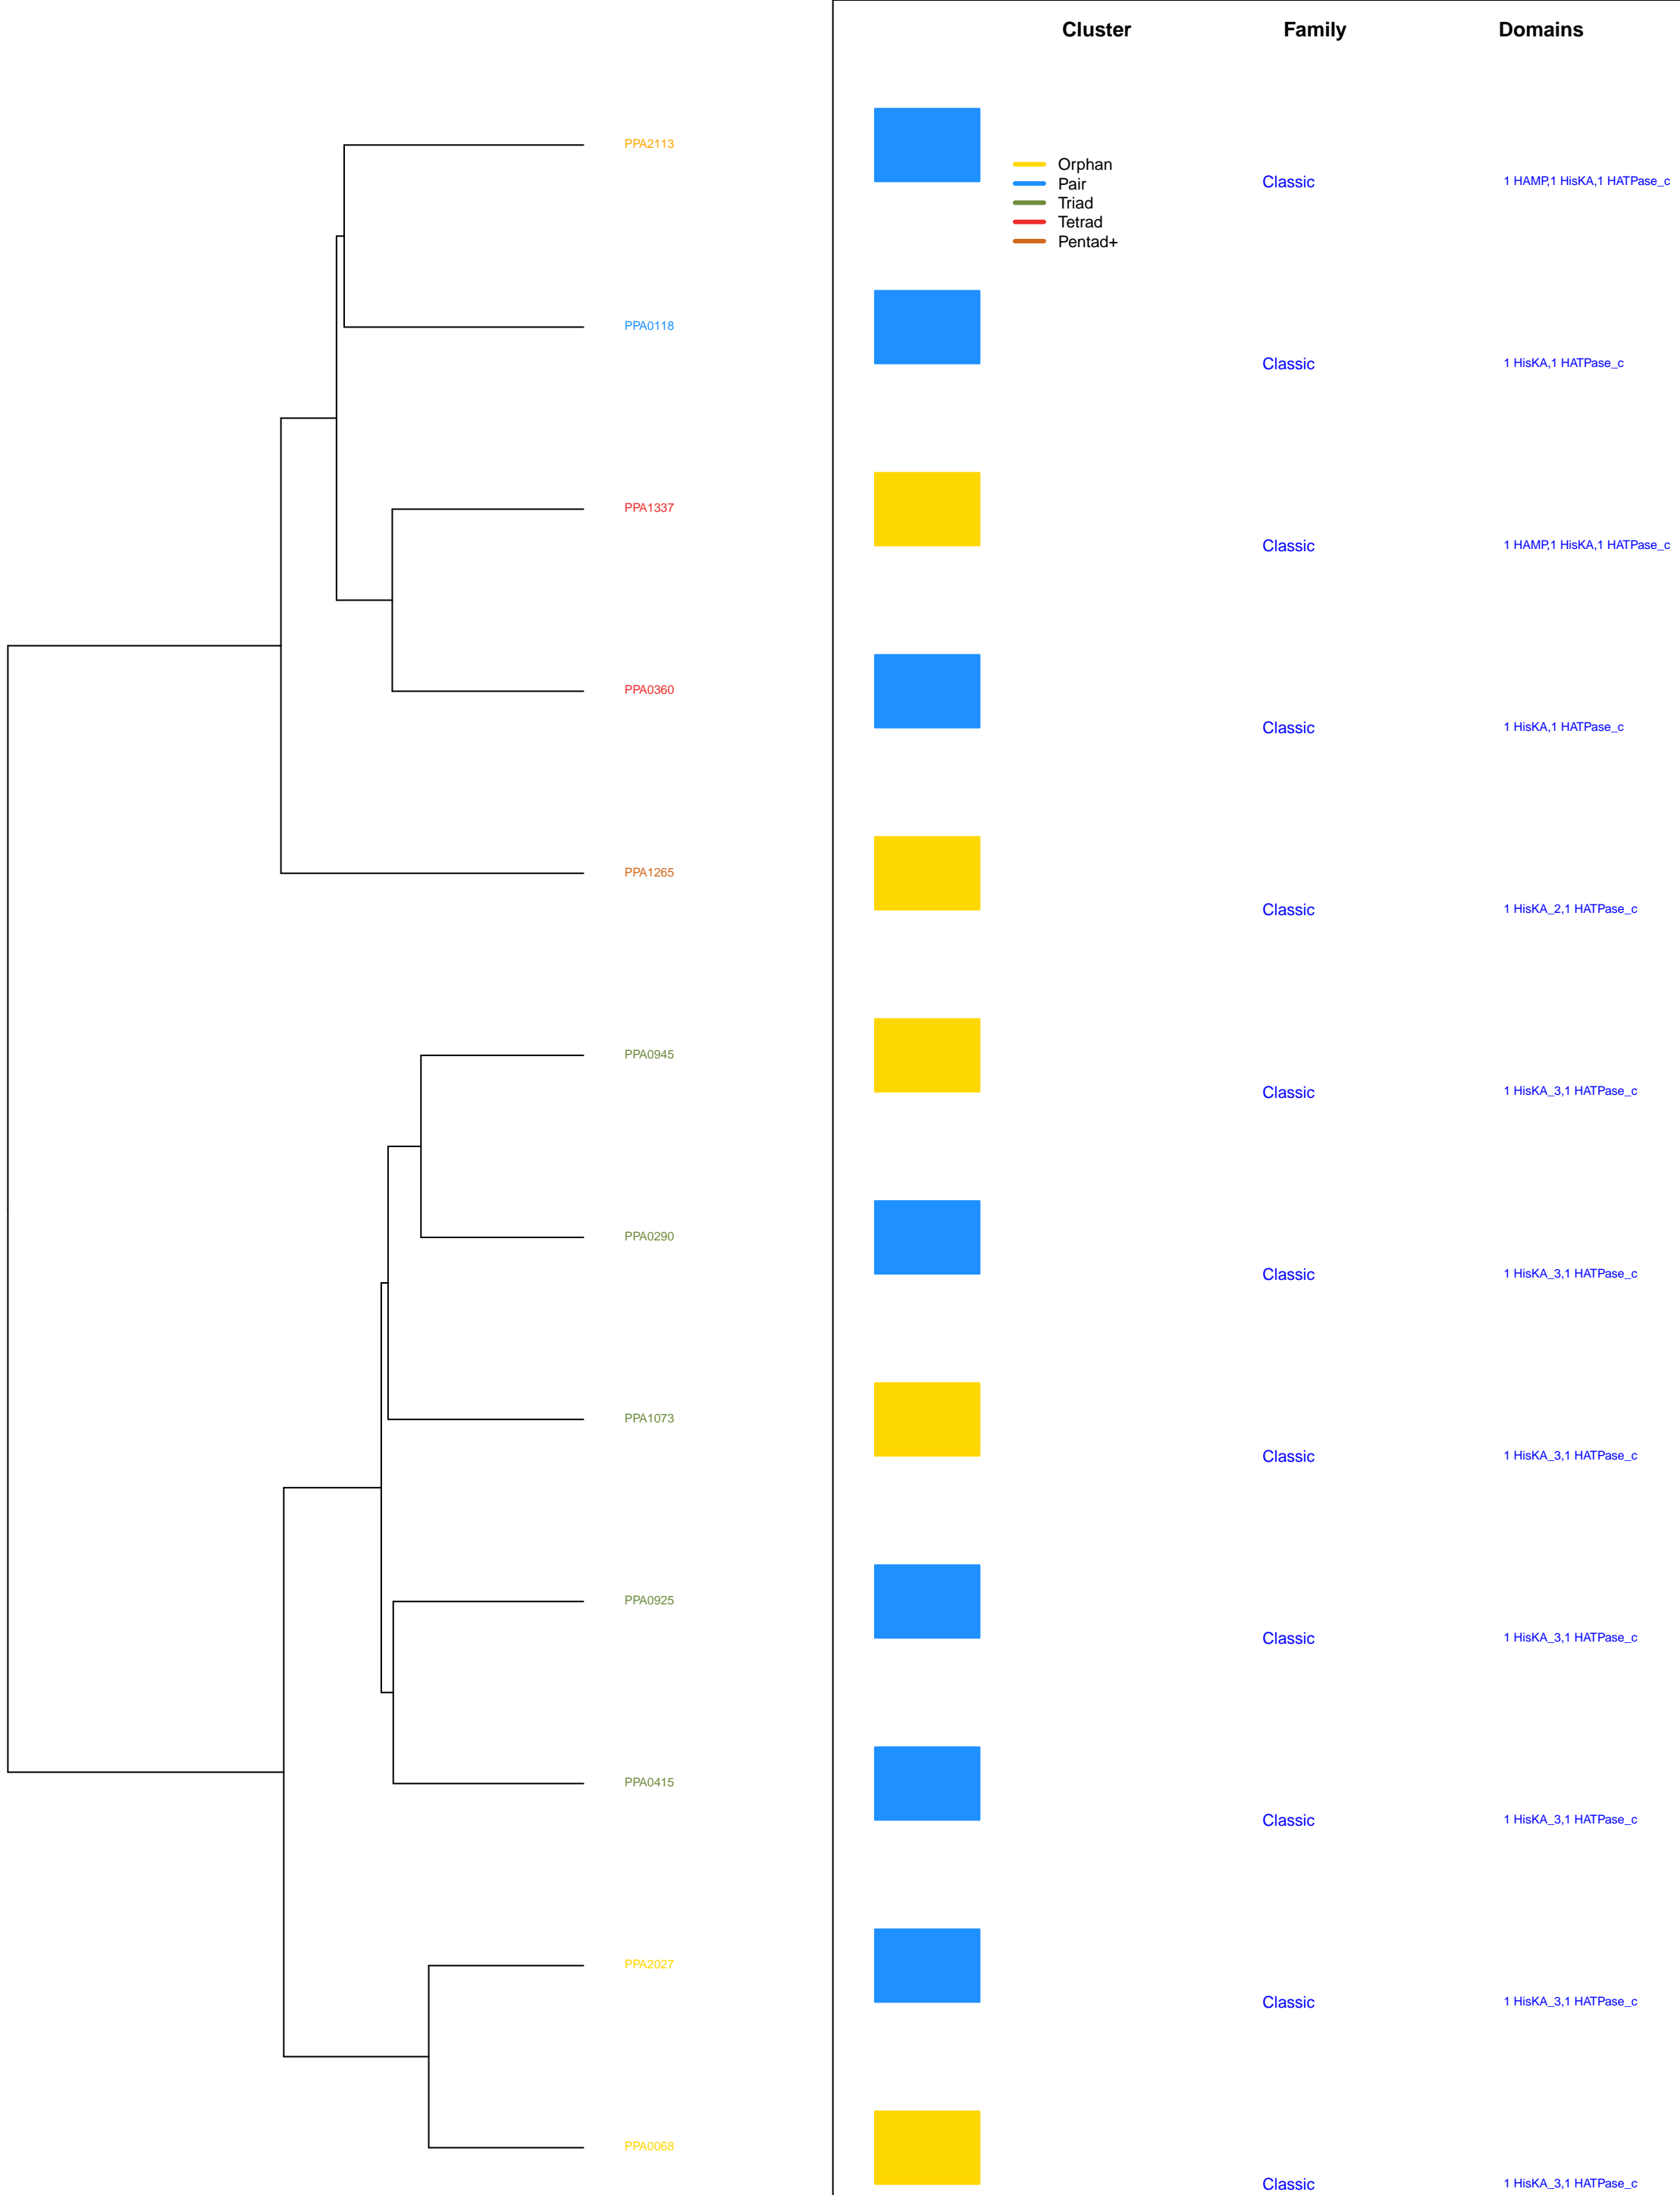 Cluster Family Domains
PPA2113
Orphan
Pair
Triad
Tetrad
Pentad+
Classic 1 HAMP,1 HisKA,1 HATPase_c
PPA0118
Classic 1 HisKA,1 HATPase_c
PPA1337
Classic 1 HAMP,1 HisKA,1 HATPase_c
PPA0360
Classic 1 HisKA,1 HATPase_c
PPA1265
Classic 1 HisKA_2,1 HATPase_c
PPA0945
Classic 1 HisKA_3,1 HATPase_c
PPA0290
Classic 1 HisKA_3,1 HATPase_c
PPA1073
Classic 1 HisKA_3,1 HATPase_c
PPA0925
Classic 1 HisKA_3,1 HATPase_c
PPA0415
Classic 1 HisKA_3,1 HATPase_c
PPA2027
Classic 1 HisKA_3,1 HATPase_c
PPA0068
Classic 1 HisKA_3,1 HATPase_c